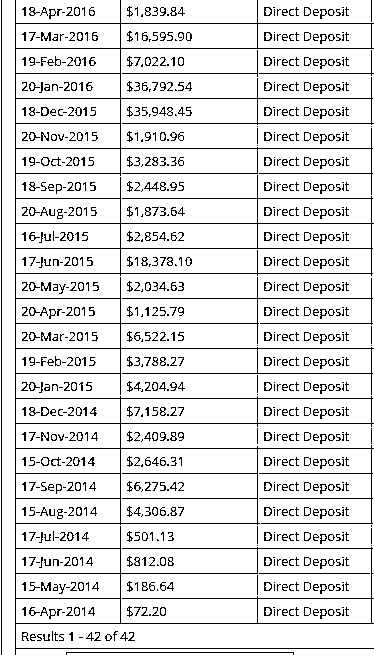 18-Apr-2016 $1,839.84 Direct Deposit
17-Mar-2016 $16,595.90 Direct Deposit
19-Feb-2016 $7,022.10 Direct Deposit
20-Jan-2016 $36,792.54 Direct Deposit
18-Dec-2015 $35,948.45 Direct Deposit
20-Nov-2015 $1,910.96 Direct Deposit
19-Oct-2015 $3,283.36 Direct Deposit
18-Sep-2015 $2,448.95 Direct Deposit
20-Aug-2015 $1,873.64 Direct Deposit
16-Jul-2015 $2,854.62 Direct Deposit
17-Jun-2015 $18,378.10 Direct Deposit
20-May-2015 $2,034.63 Direct Deposit
20-Apr-2015 $1,125.79 Direct Deposit
20-Mar-2015 $6,522.15 Direct Deposit
19-Feb-2015 $3,788.27 Direct Deposit
20-Jan-2015 $4,204.94 Direct Deposit
18-Dec-2014 $7,158.27 Direct Deposit
17-Nov-2014 $2,409.89 Direct Deposit
15-Oct-2014 $2,646.31 Direct Deposit
17-Sep-2014 $6,275.42 Direct Deposit
15-Aug-2014 $4,306.87 Direct Deposit
17-Jul-2014 $501.13 Direct Deposit
17-Jun-2014 $812.08 Direct Deposit
15-May-2014 $186.64 Direct Deposit
16-Apr-2014 $72.20 Direct Deposit
Results 1 - 42 of 42